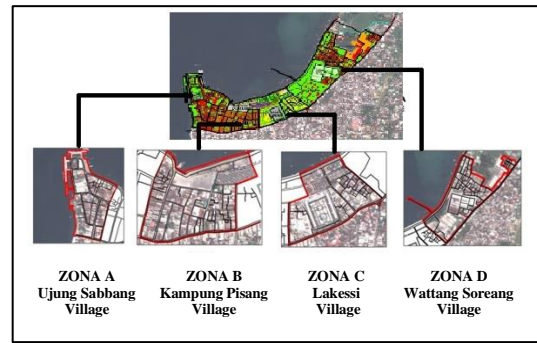 ZONA A
Ujung Sabbang
Village
ZONA B
Kampung Pisang
Village
ZONA C
Lakessi
Village
ZONA D
Wattang Soreang
Village